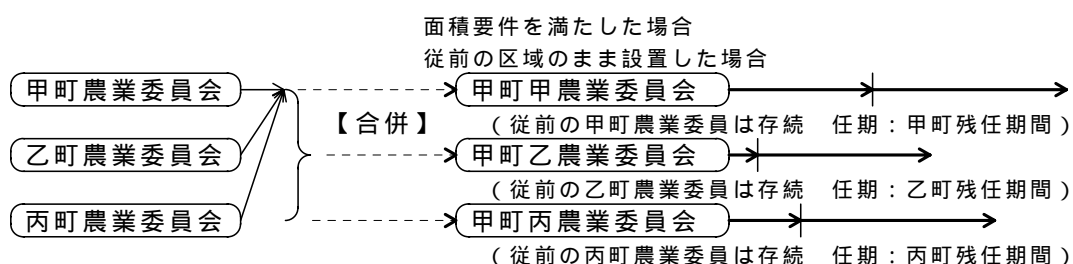 面積要件を満たした場合
従前の区域のまま設置した場合
甲町農業委員会
甲町甲農業委員会
【合併】
(従前の甲町農業委員は存続 任期:甲町残任期間)
乙町農業委員会
甲町乙農業委員会
(従前の乙町農業委員は存続 任期:乙町残任期間)
丙町農業委員会
甲町丙農業委員会
(従前の丙町農業委員は存続 任期:丙町残任期間)